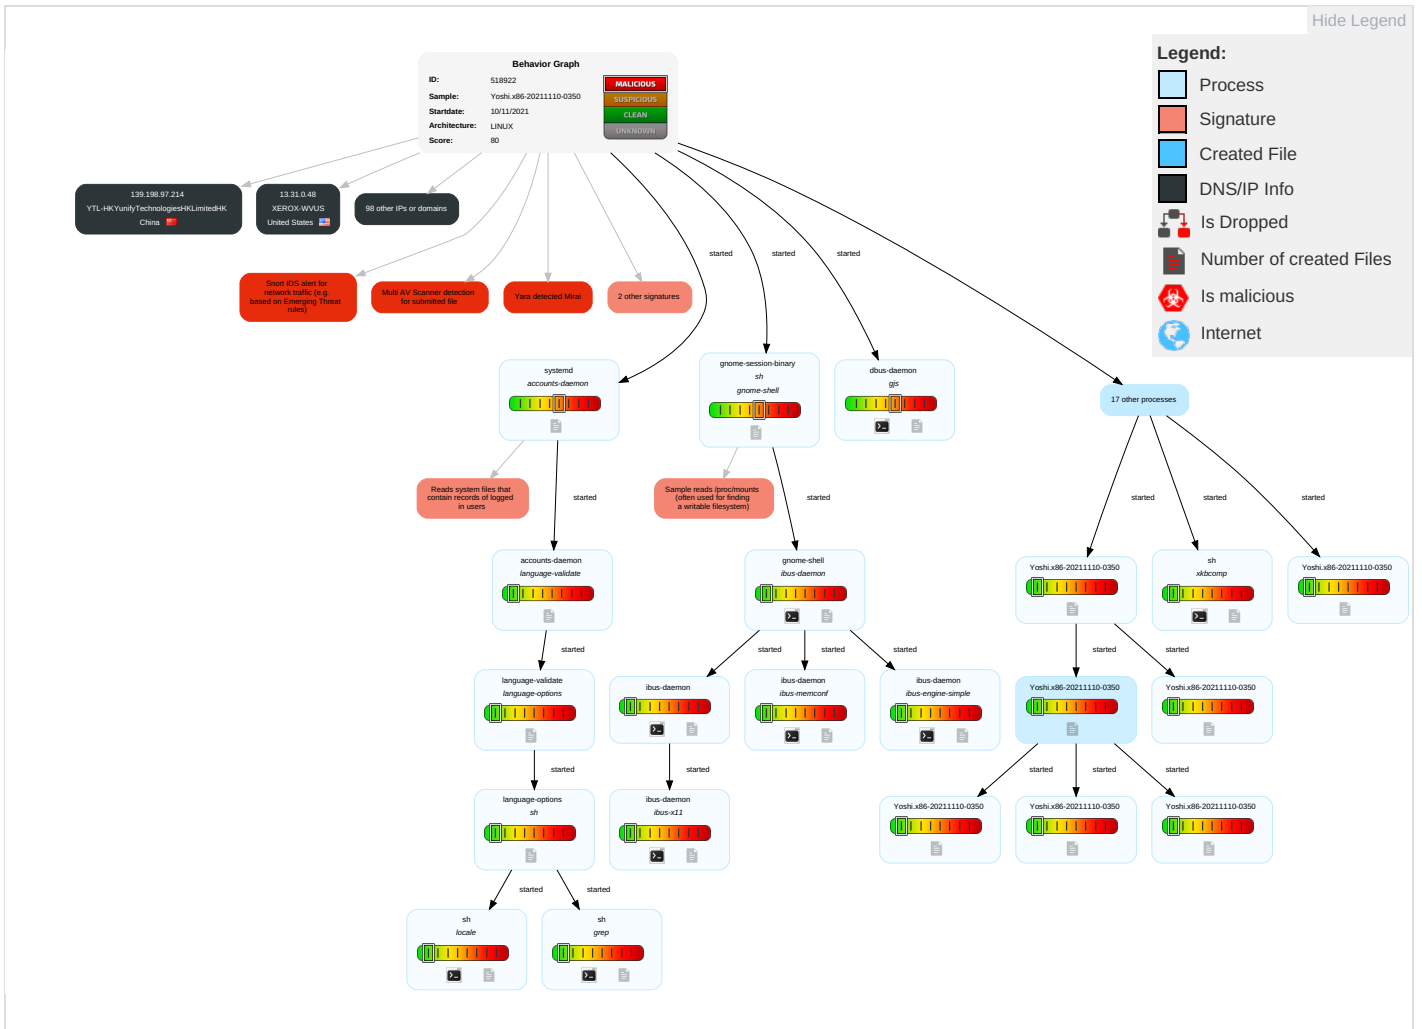 Hide Legend
Legend:
Process
Signature
Created File
DNS/IP Info
Is Dropped
Number of created Files
Is malicious
Internet
Behavior Graph
ID: 518922
Sample: Yoshi.x86-20211110-0350
Startdate: 10/11/2021
Architecture: LINUX
Score: 80
MALICIOUS
SUSPICIOUS
CLEAN
UNKNOWN
139.198.97.214
YTL-HKYunifyTechnologiesHKLimitedHK
China
13.31.0.48
XEROX-WVUS
United States
98 other IPs or domains
started
started
started
Snort IDS alert for
network traffic (e.g.
based on Emerging Threat
rules)
Multi AV Scanner detection
for submitted file
Yara detected Mirai
2 other signatures
systemd
accounts-daemon
gnome-session-binary
sh
gnome-shell
dbus-daemon
gjs
17 other processes
Reads system files that
contain records of logged
in users
started
Sample reads /proc/mounts
(often used for finding
a writable filesystem)
started
started
started
started
accounts-daemon
language-validate
gnome-shell
ibus-daemon
Yoshi.x86-20211110-0350
sh
xkbcomp
Yoshi.x86-20211110-0350
started
started
started
started
started
started
language-validate
language-options
ibus-daemon
ibus-daemon
ibus-memconf
ibus-daemon
ibus-engine-simple
Yoshi.x86-20211110-0350
Yoshi.x86-20211110-0350
started
started
started
started
started
language-options
sh
ibus-daemon
ibus-x11
Yoshi.x86-20211110-0350
Yoshi.x86-20211110-0350
Yoshi.x86-20211110-0350
started
started
sh
locale
sh
grep